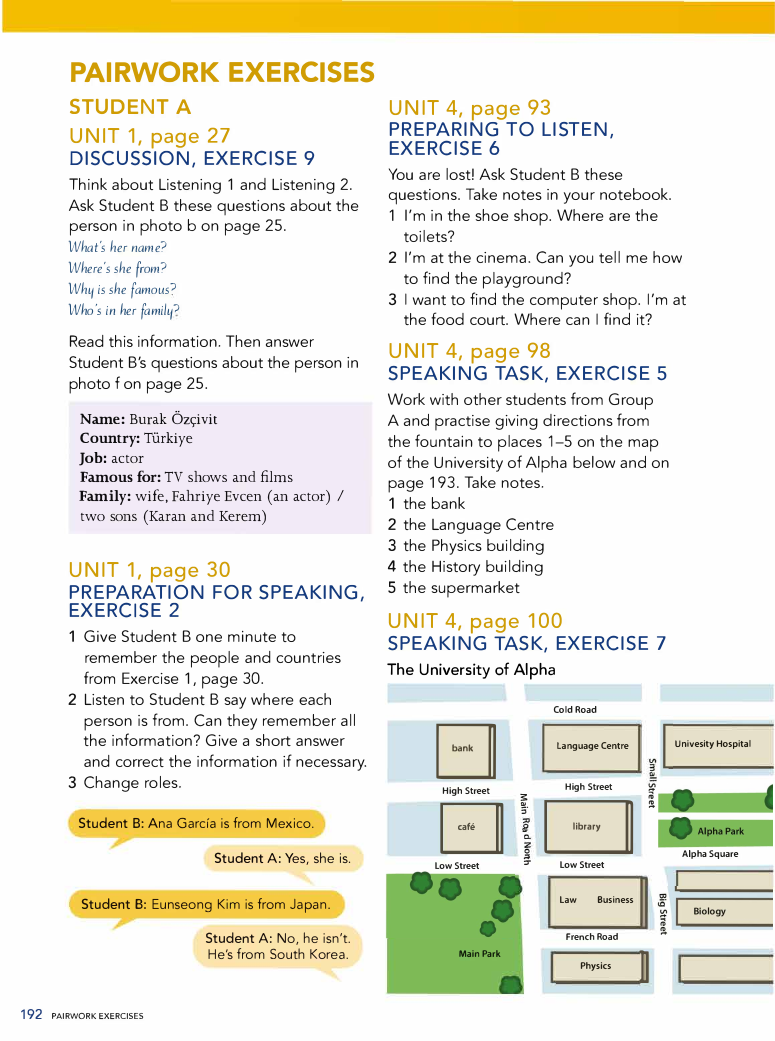 PAIRWORK EXERCISES
STUDENT A
UNIT 1, page 27
DISCUSSION, EXERCISE 9
Think about Listening 1 and Listening 2.
Ask Student B these questions about the
person in photo b on page 25.
What's her name?
Where's she from?
Why is she famous?
Who's in her family?
Read this information. Then answer
Student B's questions about the person in
photo f on page 25.
Name: Burak Özçivit
Country: Türkiye
Job: actor
Famous for: TV shows and films
Family: wife, Fahriye Evcen (an actor) /
two sons (Karan and Kerem)
UNIT 1, page 30
PREPARATION FOR SPEAKING,
EXERCISE 2
1 Give Student B one minute to
remember the people and countries
from Exercise 1, page 30.
2 Listen to Student B say where each
person is from. Can they remember all
the information? Give a short answer
and correct the information if necessary.
3 Change roles.
Student B: Ana García is from Mexico.
Student A: Yes, she is.
Student B: Eunseong Kim is from Japan.
Student A: No, he isn't.
He's from South Korea.
UNIT 4, page 93
PREPARING TO LISTEN,
EXERCISE 6
You are lost! Ask Student B these
questions. Take notes in your notebook.
1 I'm in the shoe shop. Where are the
toilets?
2 I'm at the cinema. Can you tell me how
to find the playground?
3 I want to find the computer shop. I'm at
the food court. Where can I find it?
UNIT 4, page 98
SPEAKING TASK, EXERCISE 5
Work with other students from Group
A and practise giving directions from
the fountain to places 1–5 on the map
of the University of Alpha below and on
page 193. Take notes.
1 the bank
2 the Language Centre
3 the Physics building
4 the History building
5 the supermarket
UNIT 4, page 100
SPEAKING TASK, EXERCISE 7
The University of Alpha
Cold Road
bank
Language Centre
Univesity Hospital
Small Street
High Street
High Street
Main Road North
café
library
Alpha Park
Alpha Square
Low Street
Low Street
Law Business
Big Street
Biology
French Road
Main Park
Physics
192 PAIRWORK EXERCISES